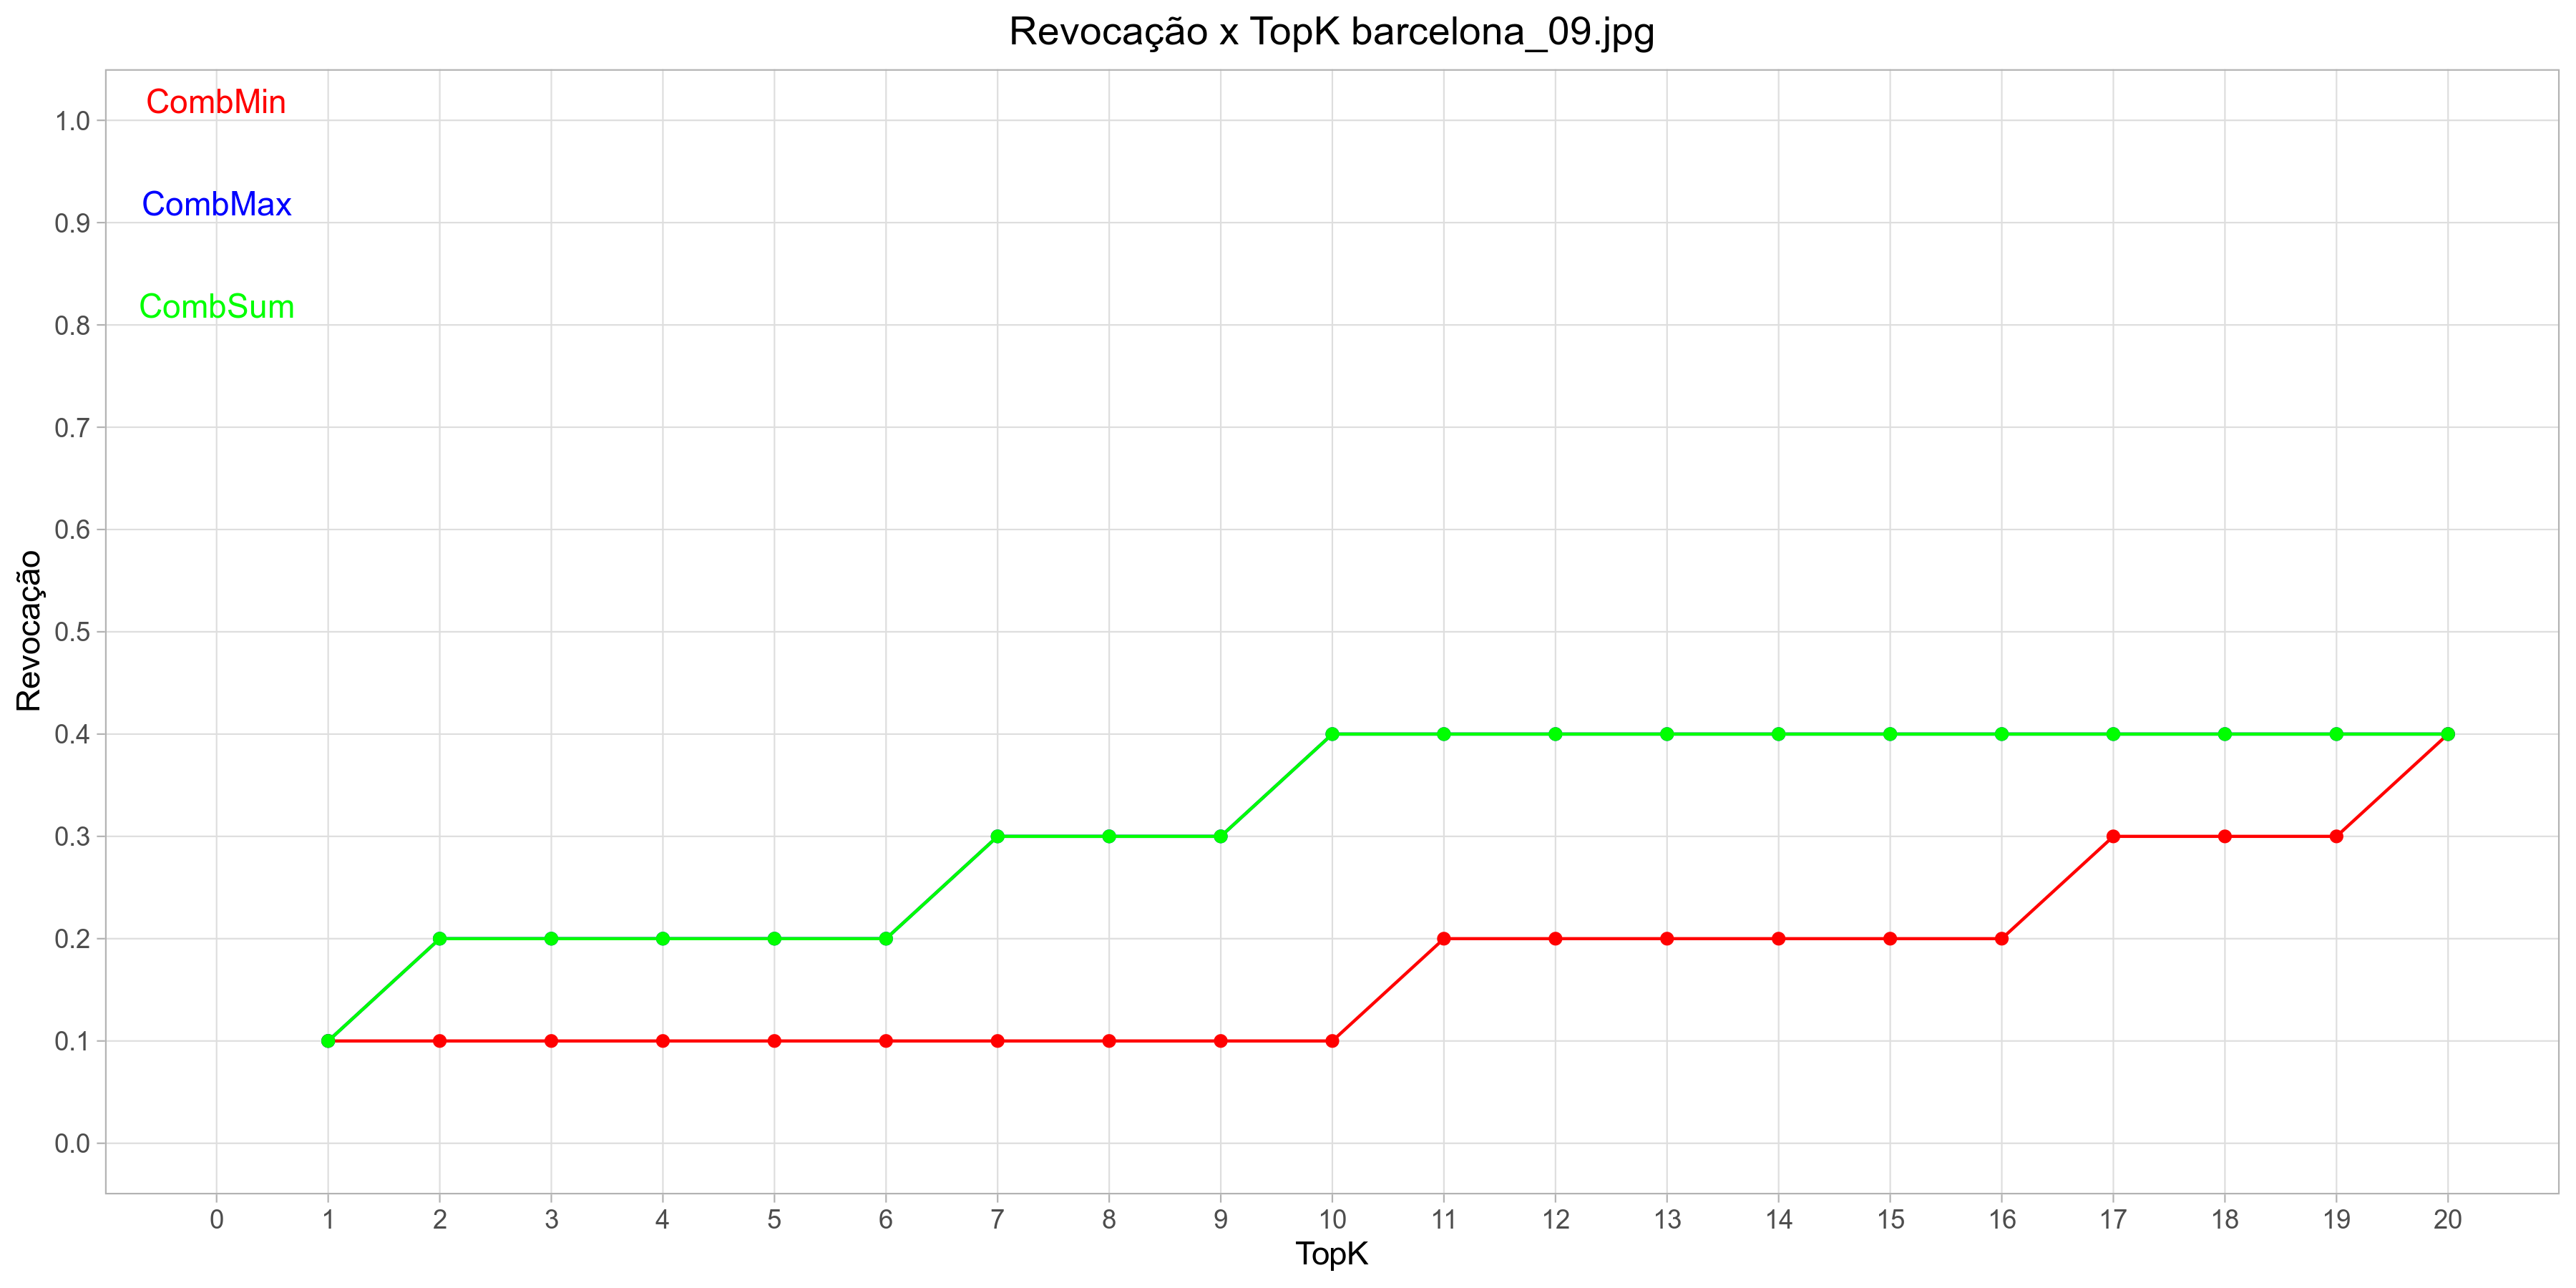 Revocação x TopK barcelona_09.jpg
CombMin
1.0
CombMax
0.9
CombSum
0.8
0.7
0.6
0.5
0.4
0.3
0.2
0.1
0.0
Revocação
0 1 2 3 4 5 6 7 8 9 10 11 12 13 14 15 16 17 18 19 20
TopK